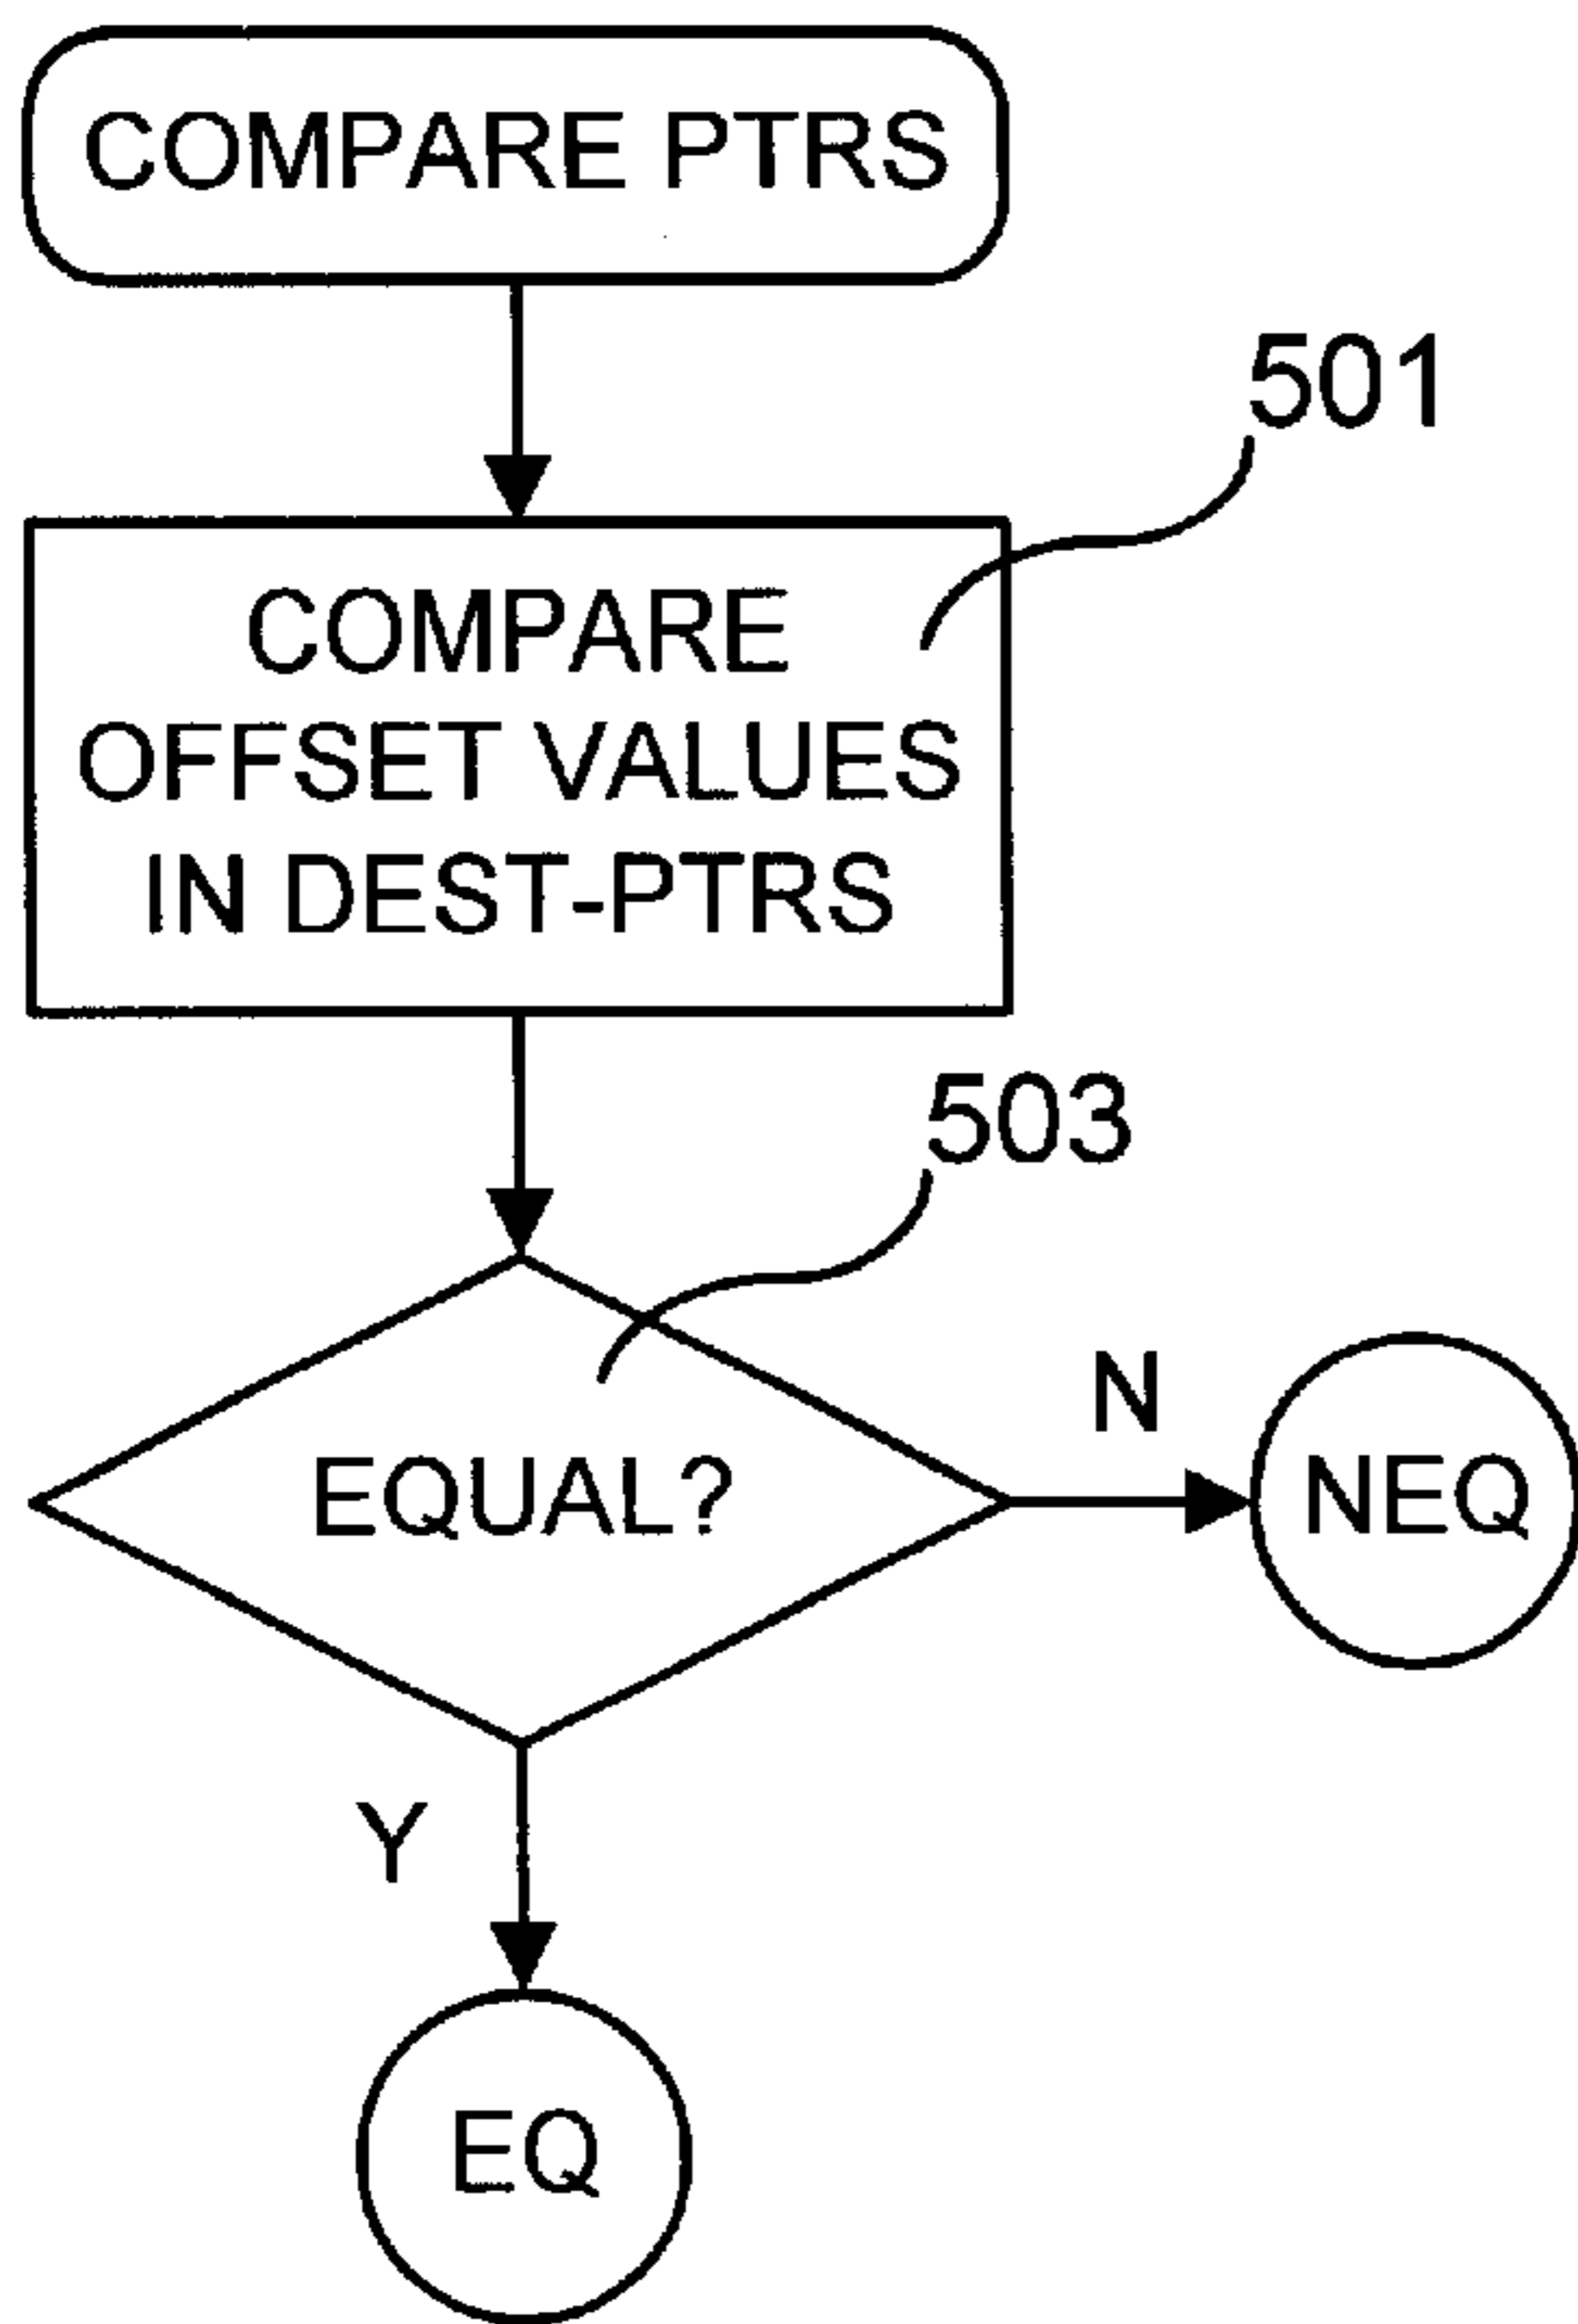 COMPARE PTRS
501
COMPARE
OFFSET VALUES
IN DEST-PTRS
503
EQUAL?
N
NEQ
Y
EQ